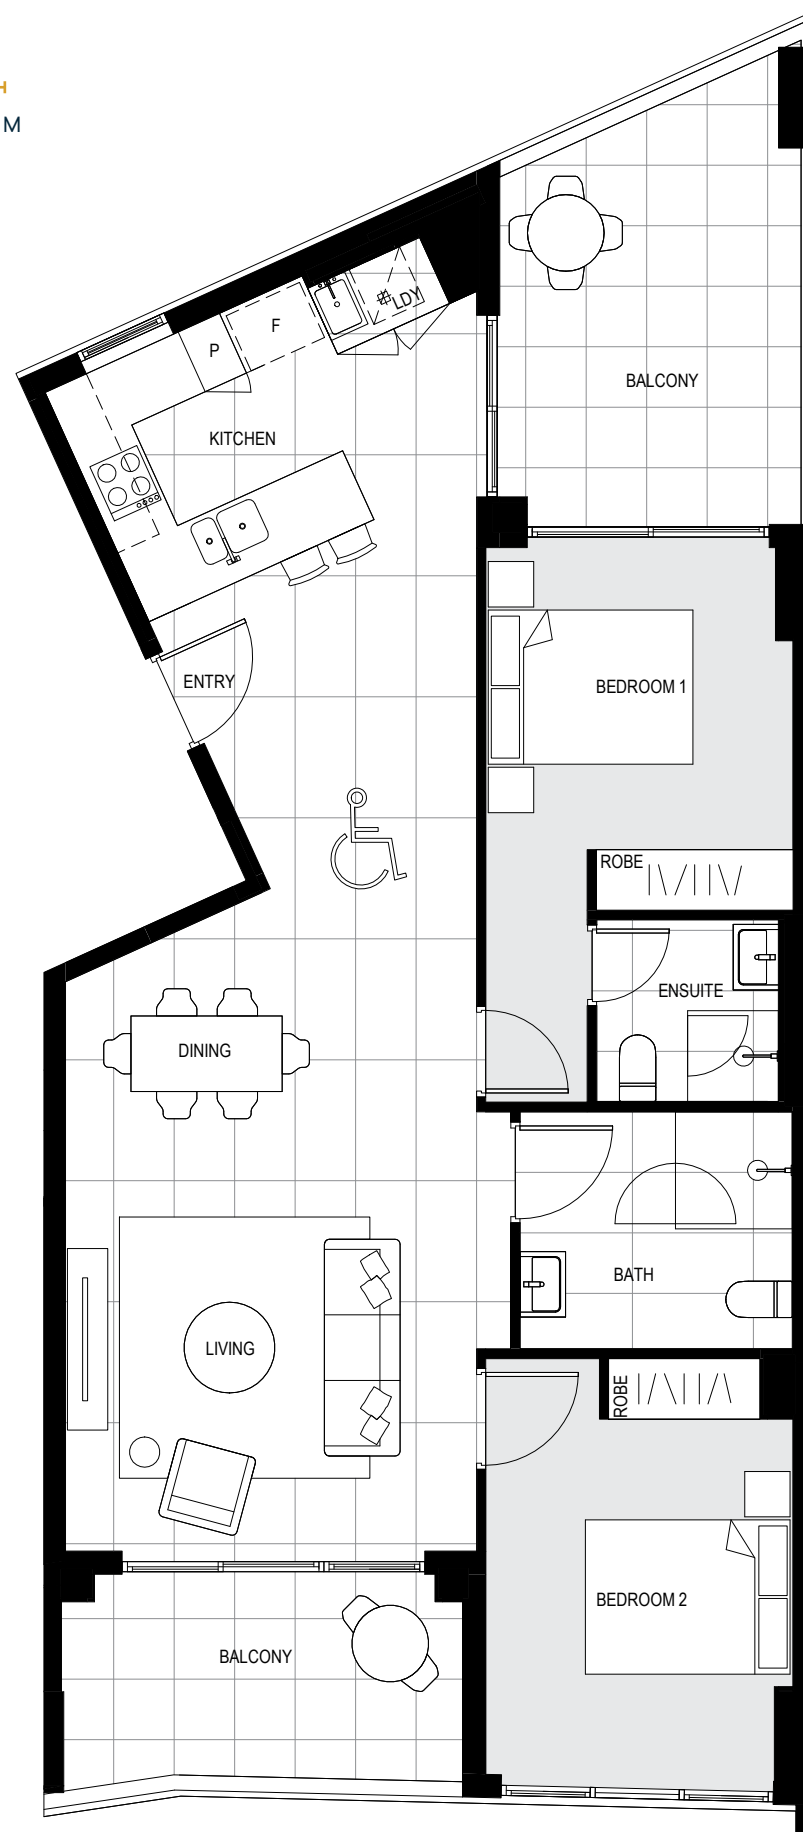 H
M
LDY
F
P
BALCONY
KITCHEN
ENTRY
BEDROOM 1
ROBE
ENSUITE
DINING
BATH
LIVING
ROBE
BEDROOM 2
BALCONY